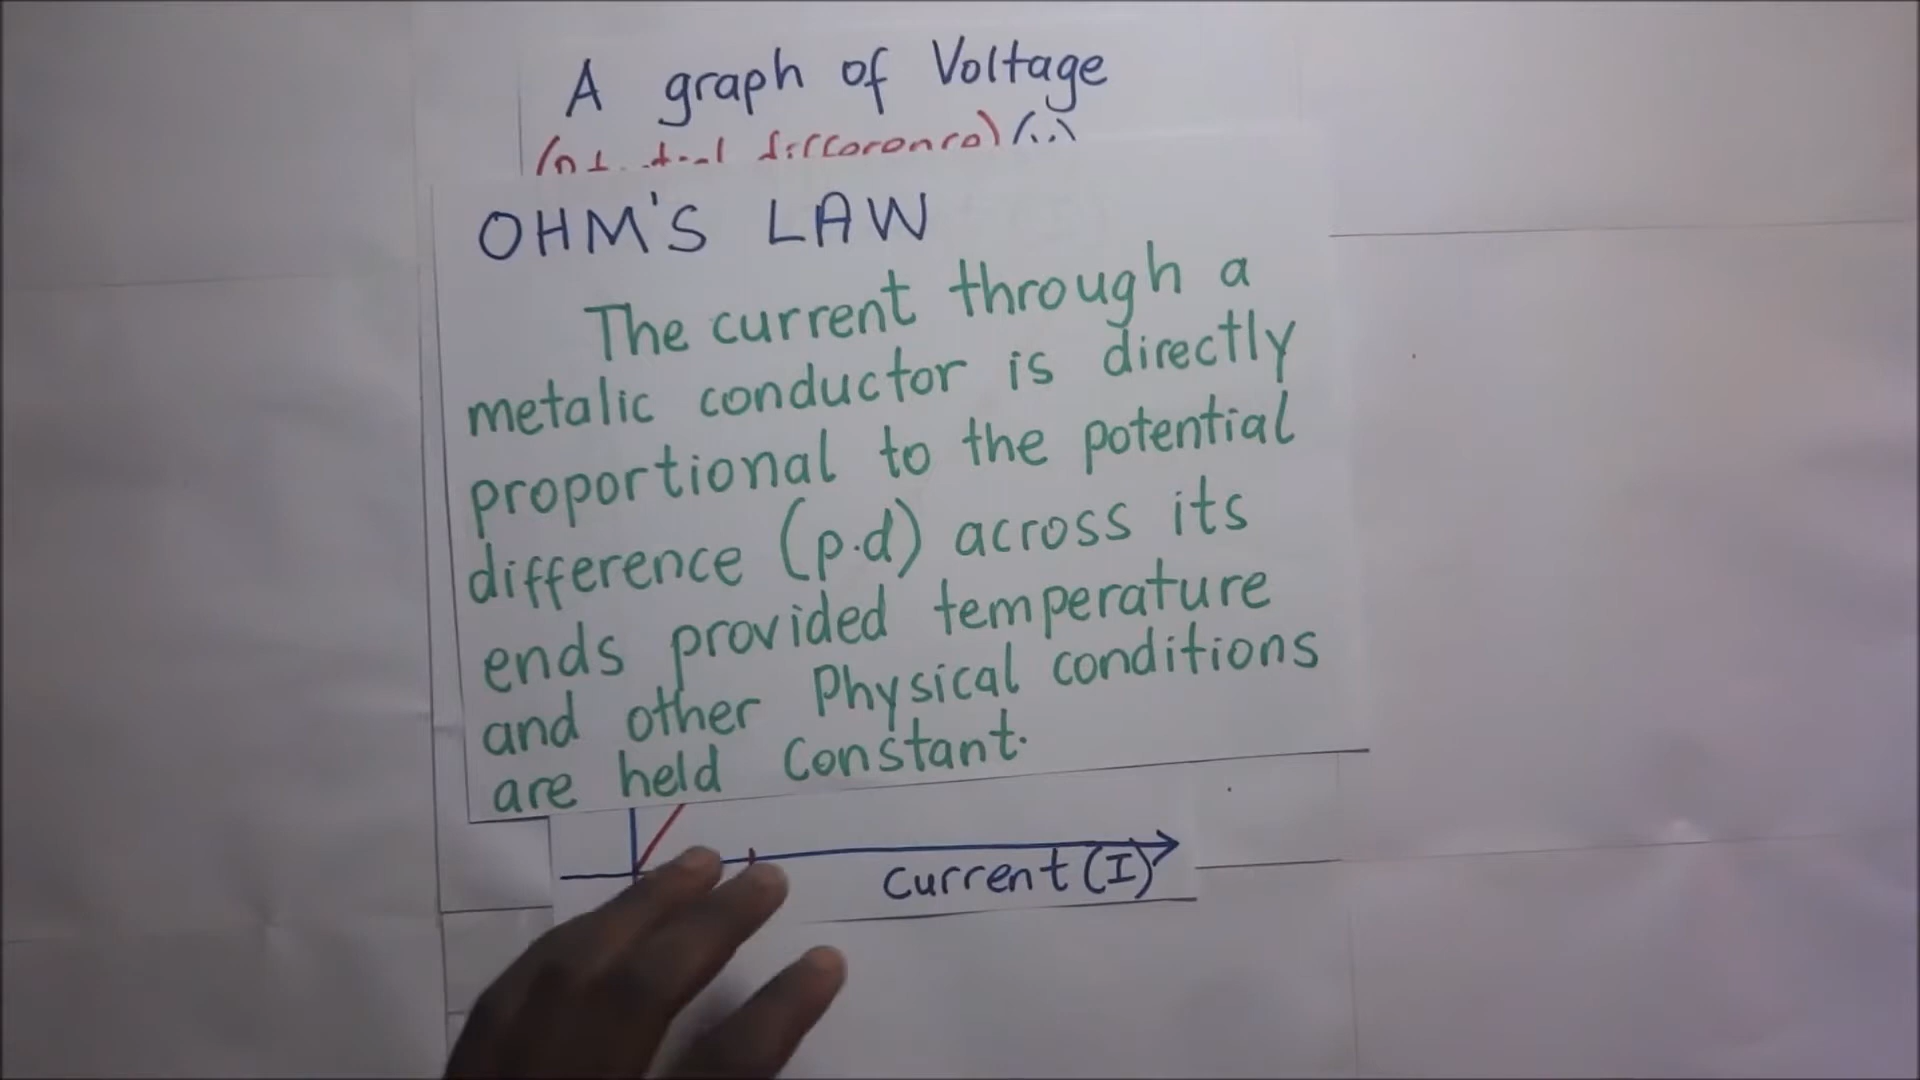 A graph of Voltage
OHM'S LAW
The current through a
metalic conductor is directly
proportional to the potential
difference (p.d) across its
ends provided temperature
and other Physical conditions
are held Constant.
Current (I)